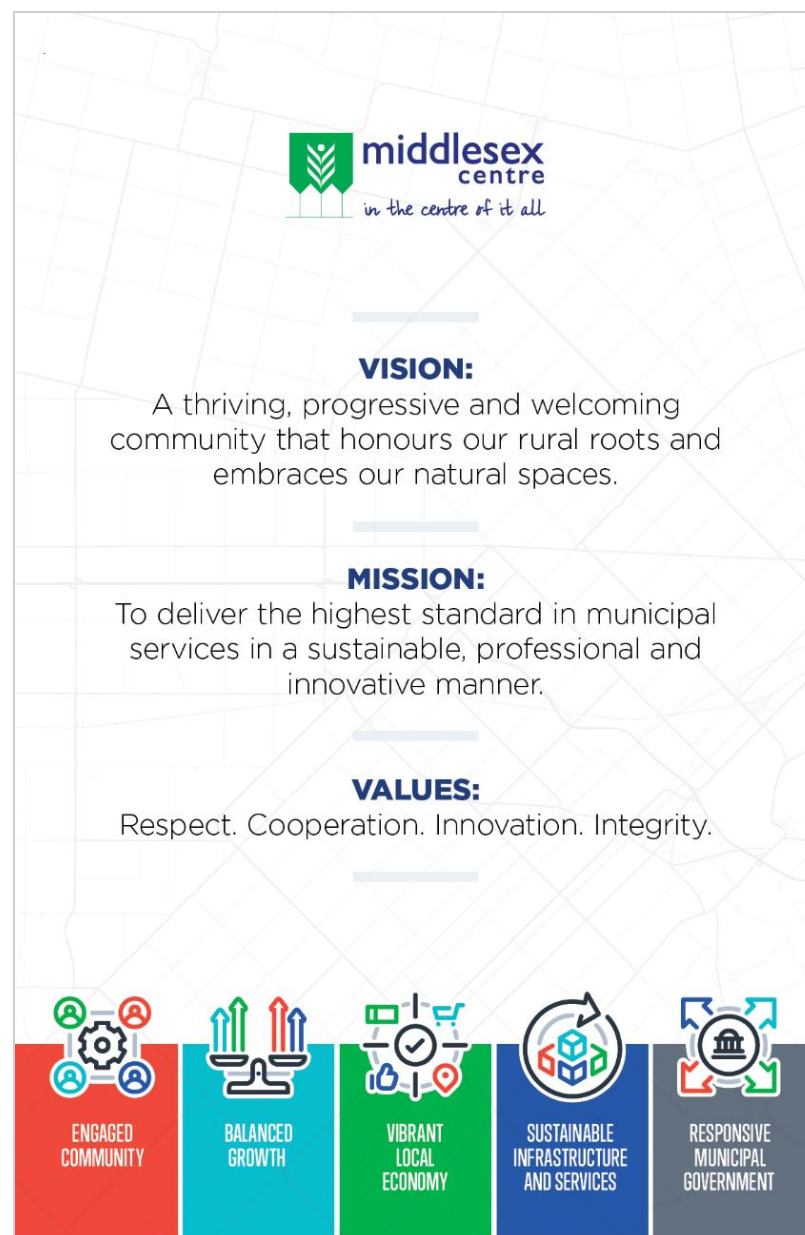 middlesex
centre
in the centre of it all
VISION:
A thriving, progressive and welcoming
community that honours our rural roots and
embraces our natural spaces.
MISSION:
To deliver the highest standard in municipal
services in a sustainable, professional and
innovative manner.
VALUES:
Respect. Cooperation. Innovation. Integrity.
ENGAGED
COMMUNITY
BALANCED
GROWTH
VIBRANT
LOCAL
ECONOMY
SUSTAINABLE
INFRASTRUCTURE
AND SERVICES
RESPONSIVE
MUNICIPAL
GOVERNMENT